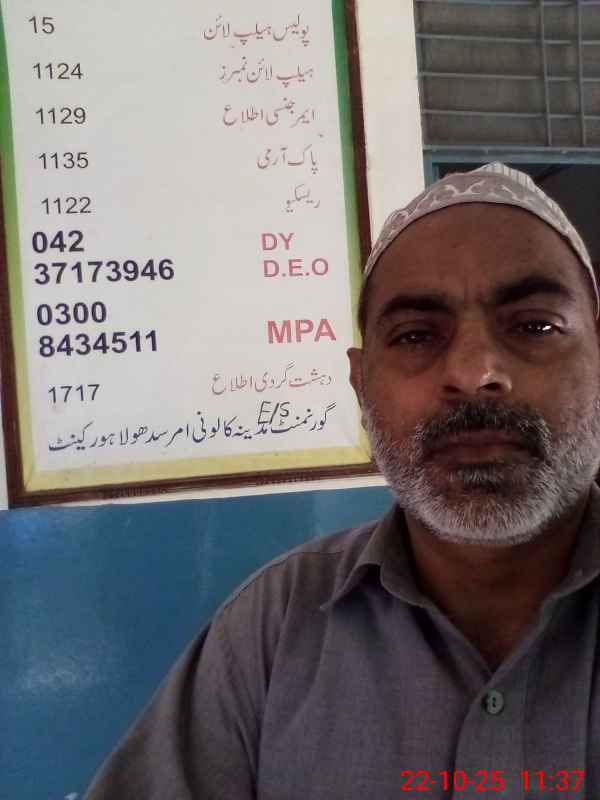 15 پولیس ہیلپ لائن
1124 ہیلپ لائن نمبرز
1129 ایمرجنسی اطلاع
1135 پاک آرمی
1122 ریسکیو
042 DY
37173946 D.E.O
0300
8434511 MPA
1717 دہشت گردی اطلاع
E/S
گورنمنٹ مدینہ کالونی امرسدھو لاہور کینٹ
22-10-25 11:37